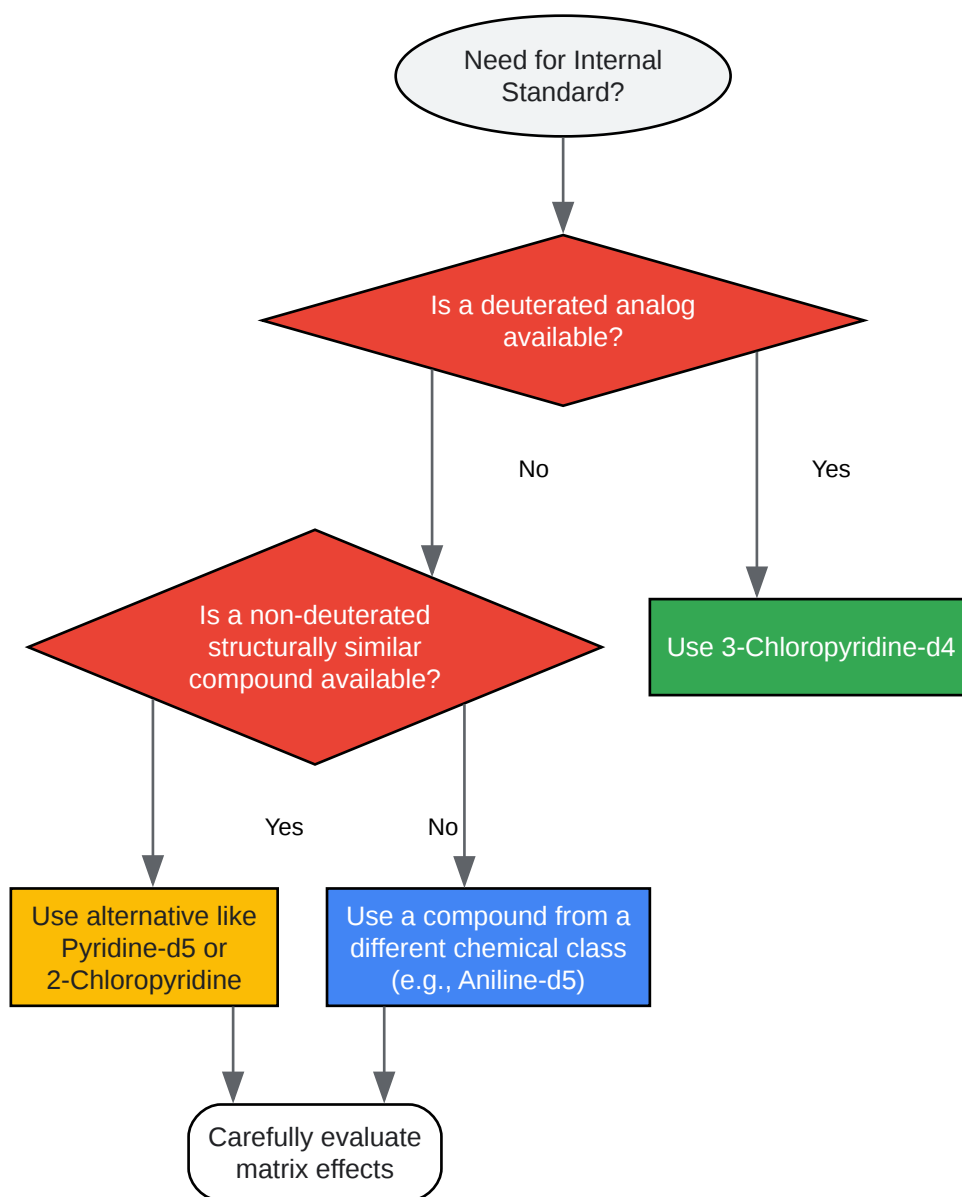 Need for Internal
Standard?
Is a deuterated analog
available?
No
Yes
Is a non-deuterated
structurally similar
compound available?
Use 3-Chloropyridine-d4
Yes
No
Use alternative like
Pyridine-d5 or
2-Chloropyridine
Use a compound from a
different chemical class
(e.g., Aniline-d5)
Carefully evaluate
matrix effects